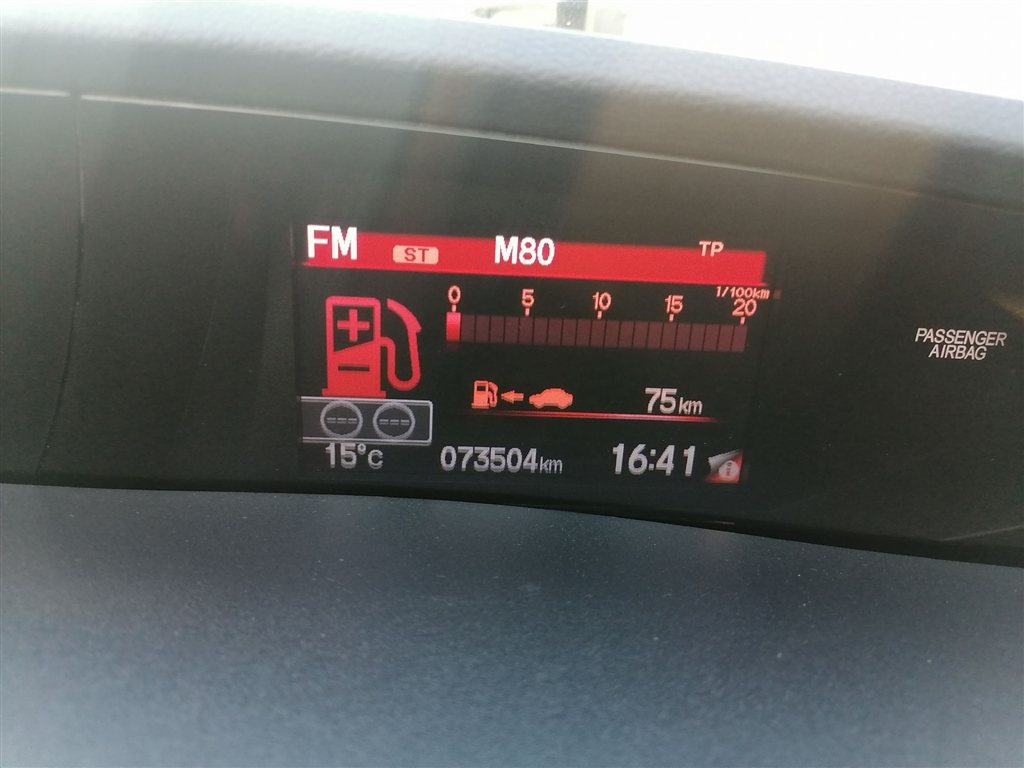 FM ST M80 TP
1/100km
0 5 10 15 20
75km
15°C 073504km 16:41
PASSENGER
AIRBAG